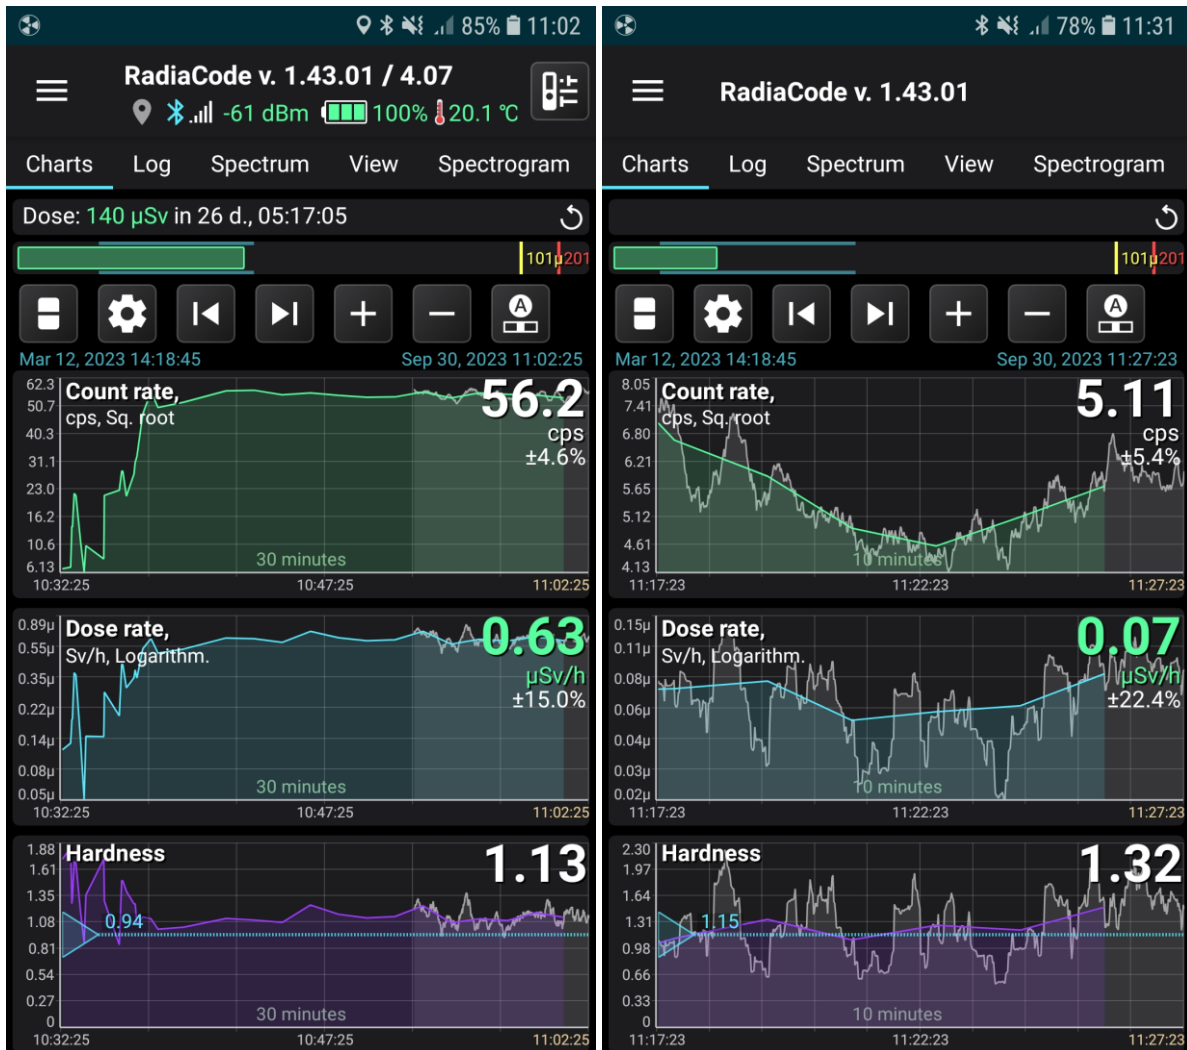 85% 11:02
RadiaCode v. 1.43.01 / 4.07
-61 dBm 100% 20.1 °C
Charts Log Spectrum View Spectrogram
Dose: 140 µSv in 26 d., 05:17:05
101µ 201
A
Mar 12, 2023 14:18:45 Sep 30, 2023 11:02:25
62.3
50.7
40.3
31.1
23.0
16.2
10.6
6.13
Count rate,
cps, Sq. root
56.2
cps
±4.6%
30 minutes
10:32:25 10:47:25 11:02:25
0.89µ
0.55µ
0.35µ
0.22µ
0.14µ
0.08µ
0.05µ
Dose rate,
Sv/h, Logarithm.
0.63
µSv/h
±15.0%
30 minutes
10:32:25 10:47:25 11:02:25
1.88
1.61
1.35
1.08
0.81
0.54
0.27
0
Hardness
1.13
0.94
30 minutes
10:32:25 10:47:25 11:02:25
78% 11:31
RadiaCode v. 1.43.01
Charts Log Spectrum View Spectrogram
101µ 201
A
Mar 12, 2023 14:18:45 Sep 30, 2023 11:27:23
8.05
7.41
6.80
6.21
5.65
5.12
4.61
4.13
Count rate,
cps, Sq. root
5.11
cps
±5.4%
10 minutes
11:17:23 11:22:23 11:27:23
0.15µ
0.11µ
0.08µ
0.06µ
0.04µ
0.03µ
0.02µ
Dose rate,
Sv/h, Logarithm.
0.07
µSv/h
±22.4%
10 minutes
11:17:23 11:22:23 11:27:23
2.30
1.97
1.64
1.31
0.98
0.66
0.33
0
Hardness
1.32
1.15
10 minutes
11:17:23 11:22:23 11:27:23